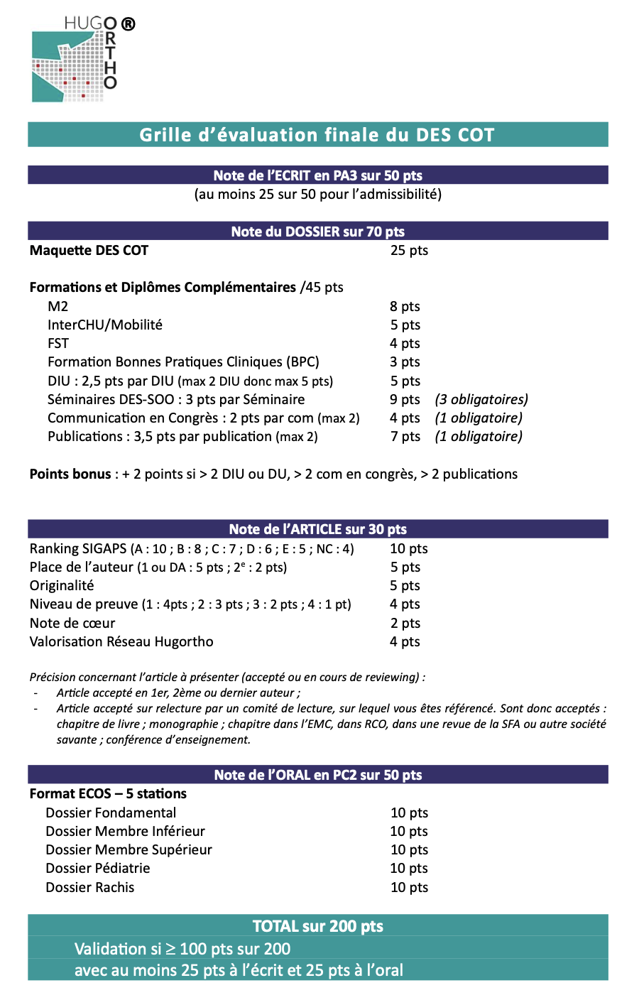 HUGORTHO®
Grille d’évaluation finale du DES COT
Note de l’ECRIT en PA3 sur 50 pts
(au moins 25 sur 50 pour l’admissibilité)
Note du DOSSIER sur 70 pts
Maquette DES COT 25 pts
Formations et Diplômes Complémentaires /45 pts
M2 8 pts
InterCHU/Mobilité 5 pts
FST 4 pts
Formation Bonnes Pratiques Cliniques (BPC) 3 pts
DIU : 2,5 pts par DIU (max 2 DIU donc max 5 pts) 5 pts
Séminaires DES-SOO : 3 pts par Séminaire 9 pts (3 obligatoires)
Communication en Congrès : 2 pts par com (max 2) 4 pts (1 obligatoire)
Publications : 3,5 pts par publication (max 2) 7 pts (1 obligatoire)
Points bonus : + 2 points si > 2 DIU ou DU, > 2 com en congrès, > 2 publications
Note de l’ARTICLE sur 30 pts
Ranking SIGAPS (A : 10 ; B : 8 ; C : 7 ; D : 6 ; E : 5 ; NC : 4) 10 pts
Place de l’auteur (1 ou DA : 5 pts ; 2e : 2 pts) 5 pts
Originalité 5 pts
Niveau de preuve (1 : 4pts ; 2 : 3 pts ; 3 : 2 pts ; 4 : 1 pt) 4 pts
Note de cœur 2 pts
Valorisation Réseau Hugortho 4 pts
Précision concernant l’article à présenter (accepté ou en cours de reviewing) :
- Article accepté en 1er, 2ème ou dernier auteur ;
- Article accepté sur relecture par un comité de lecture, sur lequel vous êtes référencé. Sont donc acceptés :
chapitre de livre ; monographie ; chapitre dans l’EMC, dans RCO, dans une revue de la SFA ou autre société
savante ; conférence d’enseignement.
Note de l’ORAL en PC2 sur 50 pts
Format ECOS – 5 stations
Dossier Fondamental 10 pts
Dossier Membre Inférieur 10 pts
Dossier Membre Supérieur 10 pts
Dossier Pédiatrie 10 pts
Dossier Rachis 10 pts
TOTAL sur 200 pts
Validation si ≥ 100 pts sur 200
avec au moins 25 pts à l’écrit et 25 pts à l’oral